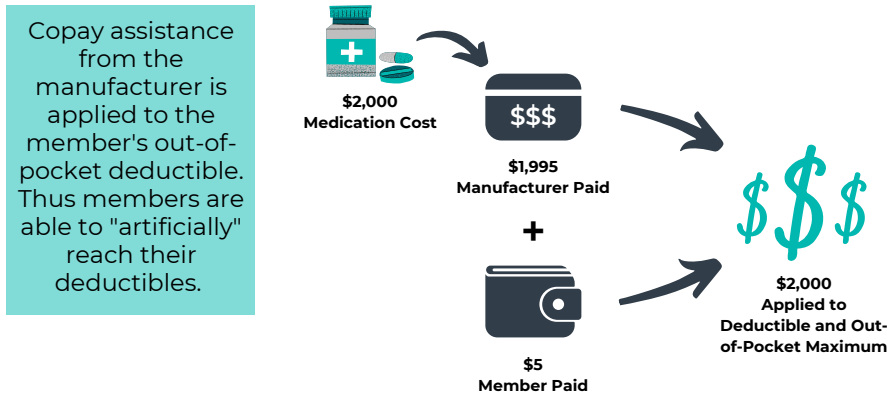 Copay assistance
from the
manufacturer is
applied to the
member's out-of-
pocket deductible.
Thus members are
able to "artificially"
reach their
deductibles.
$2,000
Medication Cost
$$$
$1,995
Manufacturer Paid
+
$5
Member Paid
$$$
$2,000
Applied to
Deductible and Out-
of-Pocket Maximum